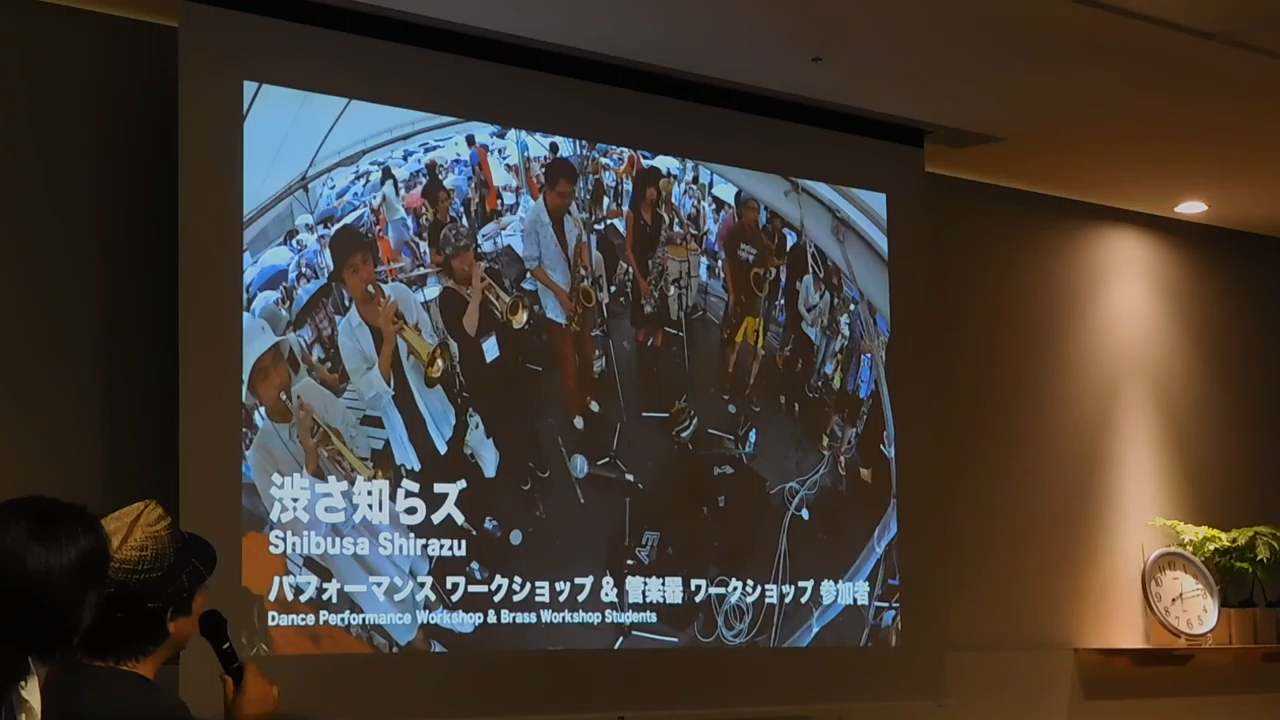 渋さ知らズ
Shibusa Shirazu
パフォーマンス ワークショップ & 管楽器 ワークショップ 参加者
Dance Performance Workshop & Brass Workshop Students